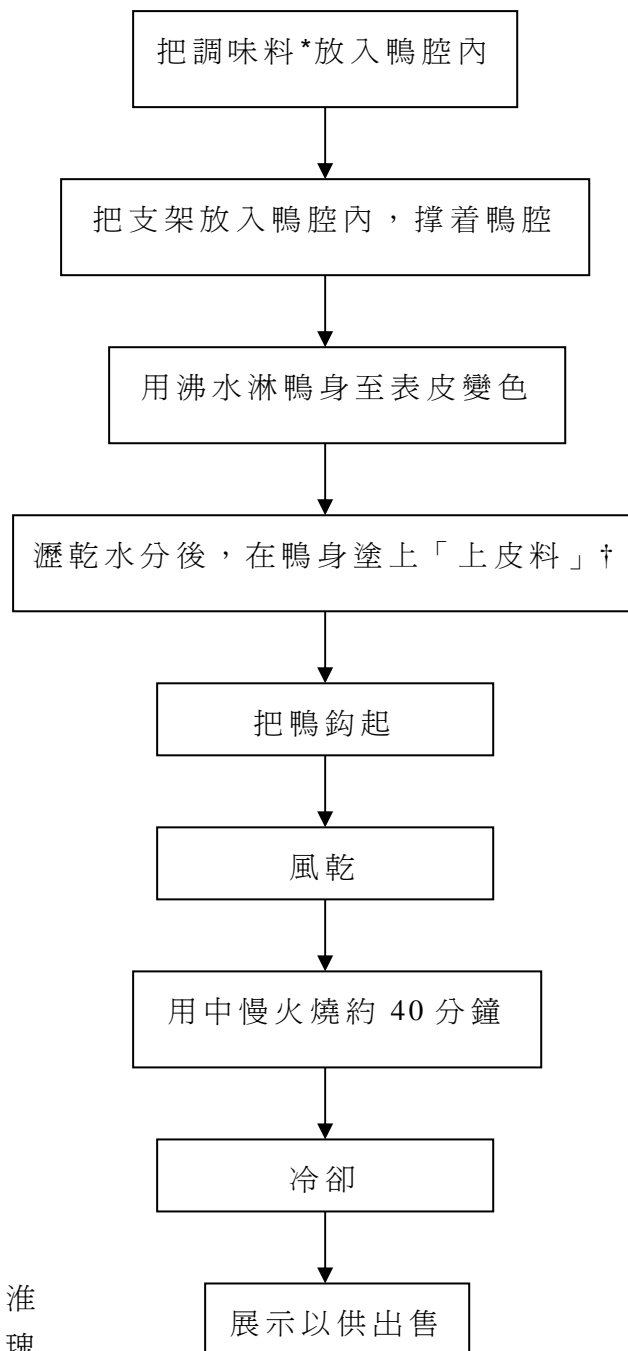 把調味料*放入鴨腔內
把支架放入鴨腔內，撐着鴨腔
用沸水淋鴨身至表皮變色
瀝乾水分後，在鴨身塗上「上皮料」†
把鴨鈎起
風乾
用中慢火燒約 40 分鐘
冷卻
淮
展示以供出售
瑰